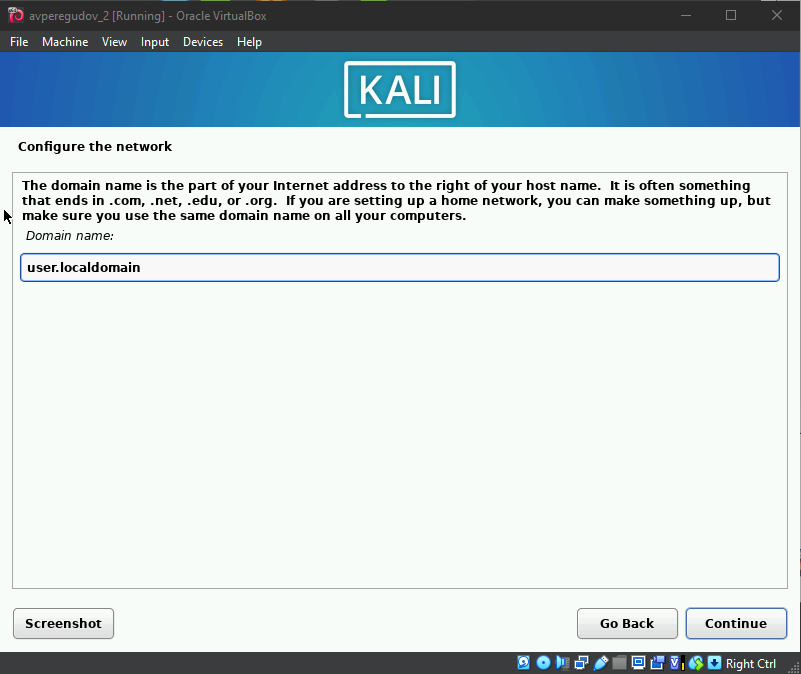 avperegudov_2 [Running] - Oracle VirtualBox
File Machine View Input Devices Help
KALI
Configure the network
The domain name is the part of your Internet address to the right of your host name.  It is often something
that ends in .com, .net, .edu, or .org.  If you are setting up a home network, you can make something up, but
make sure you use the same domain name on all your computers.
Domain name:
user.localdomain
Screenshot Go Back Continue
Right Ctrl